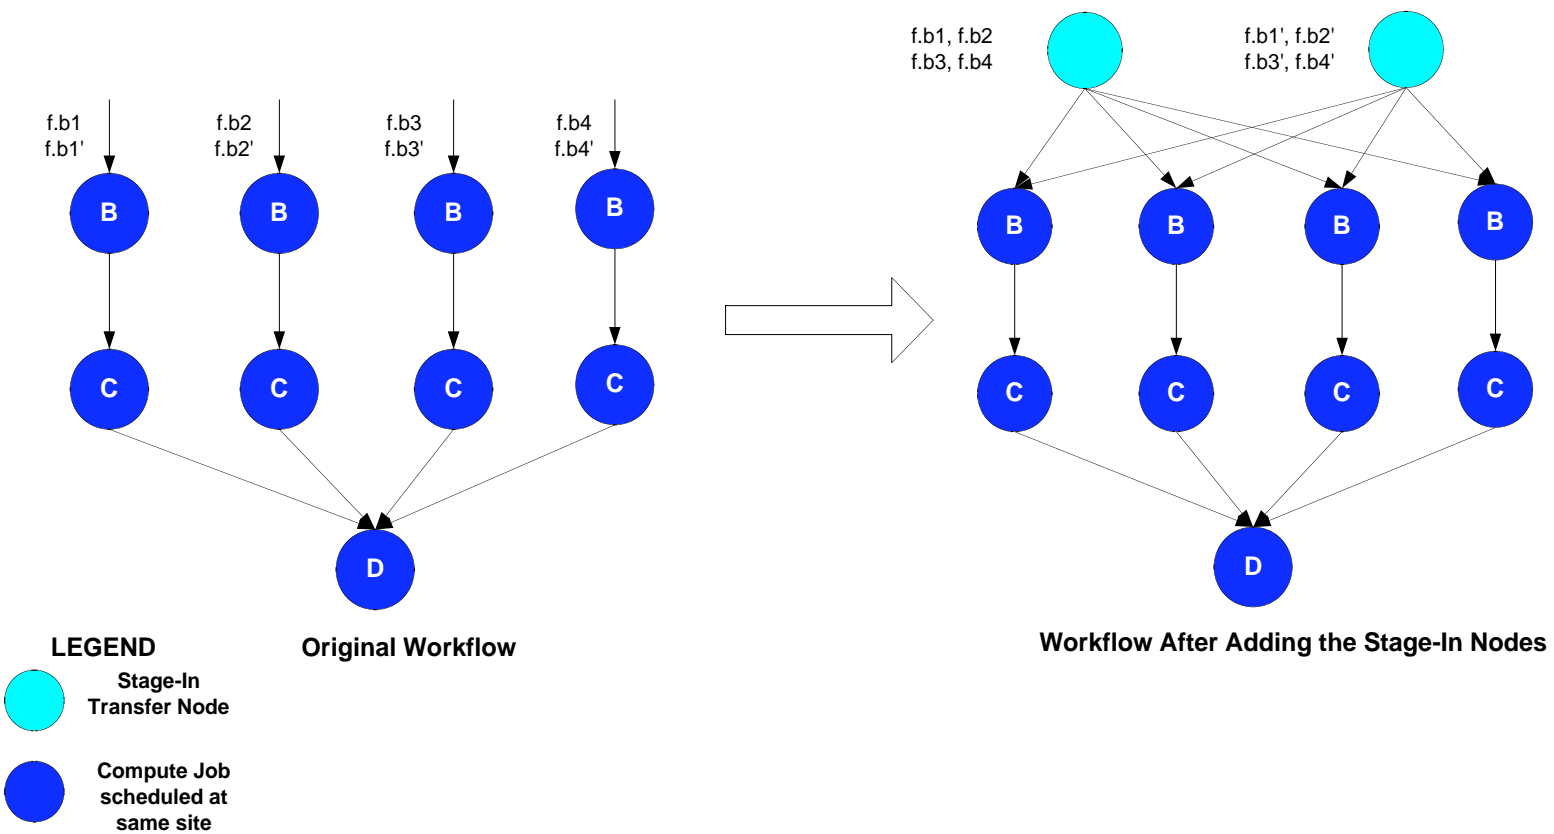 f.b1, f.b2
f.b3, f.b4
f.b1', f.b2'
f.b3', f.b4'
f.b1
f.b1'
f.b2
f.b2'
f.b3
f.b3'
f.b4
f.b4'
B
B
B
B
B
B
B
B
C
C
C
C
C
C
C
C
D
D
LEGEND
Original Workflow
Workflow After Adding the Stage-In Nodes
Stage-In
Transfer Node
Compute Job
scheduled at
same site